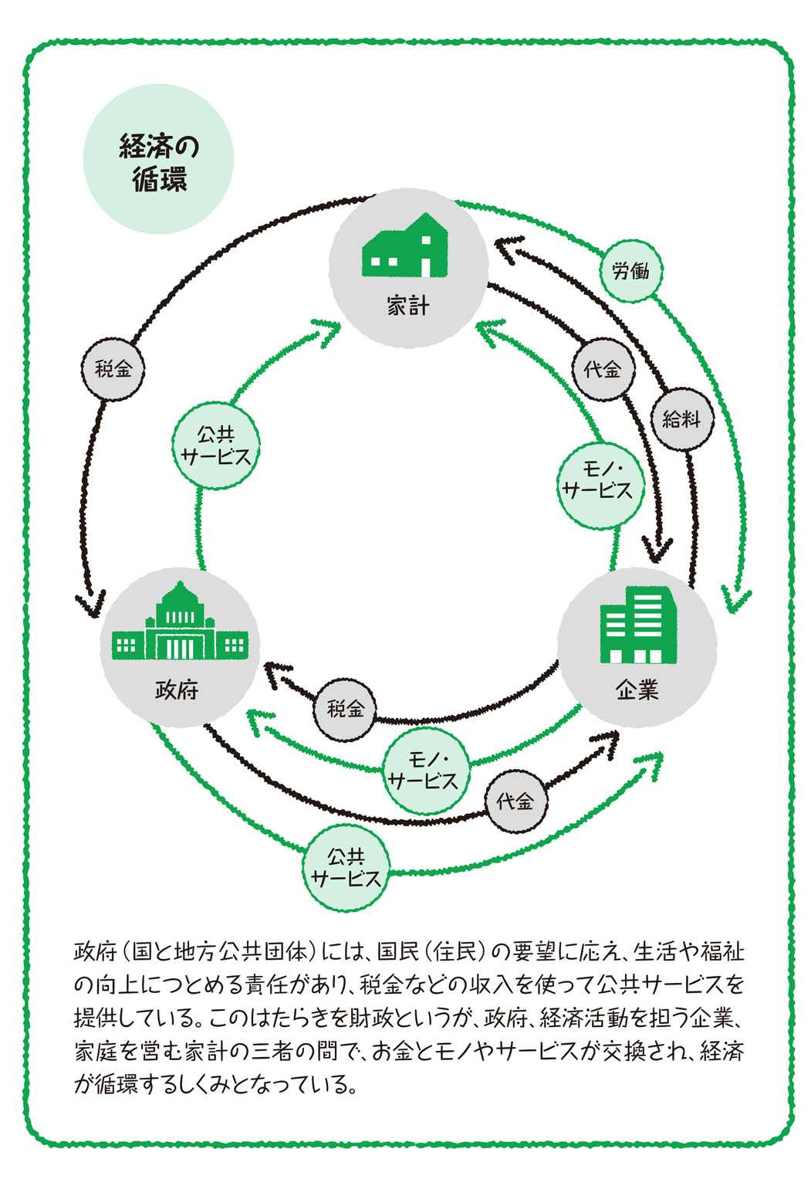 経済の
循環
家計
労働
税金
代金
給料
公共
サービス
モノ・
サービス
政府
企業
税金
モノ・
サービス
代金
公共
サービス
政府（国と地方公共団体）には、国民（住民）の要望に応え、生活や福祉
の向上につとめる責任があり、税金などの収入を使って公共サービスを
提供している。このはたらきを財政というが、政府、経済活動を担う企業、
家庭を営む家計の三者の間で、お金とモノやサービスが交換され、経済
が循環するしくみとなっている。